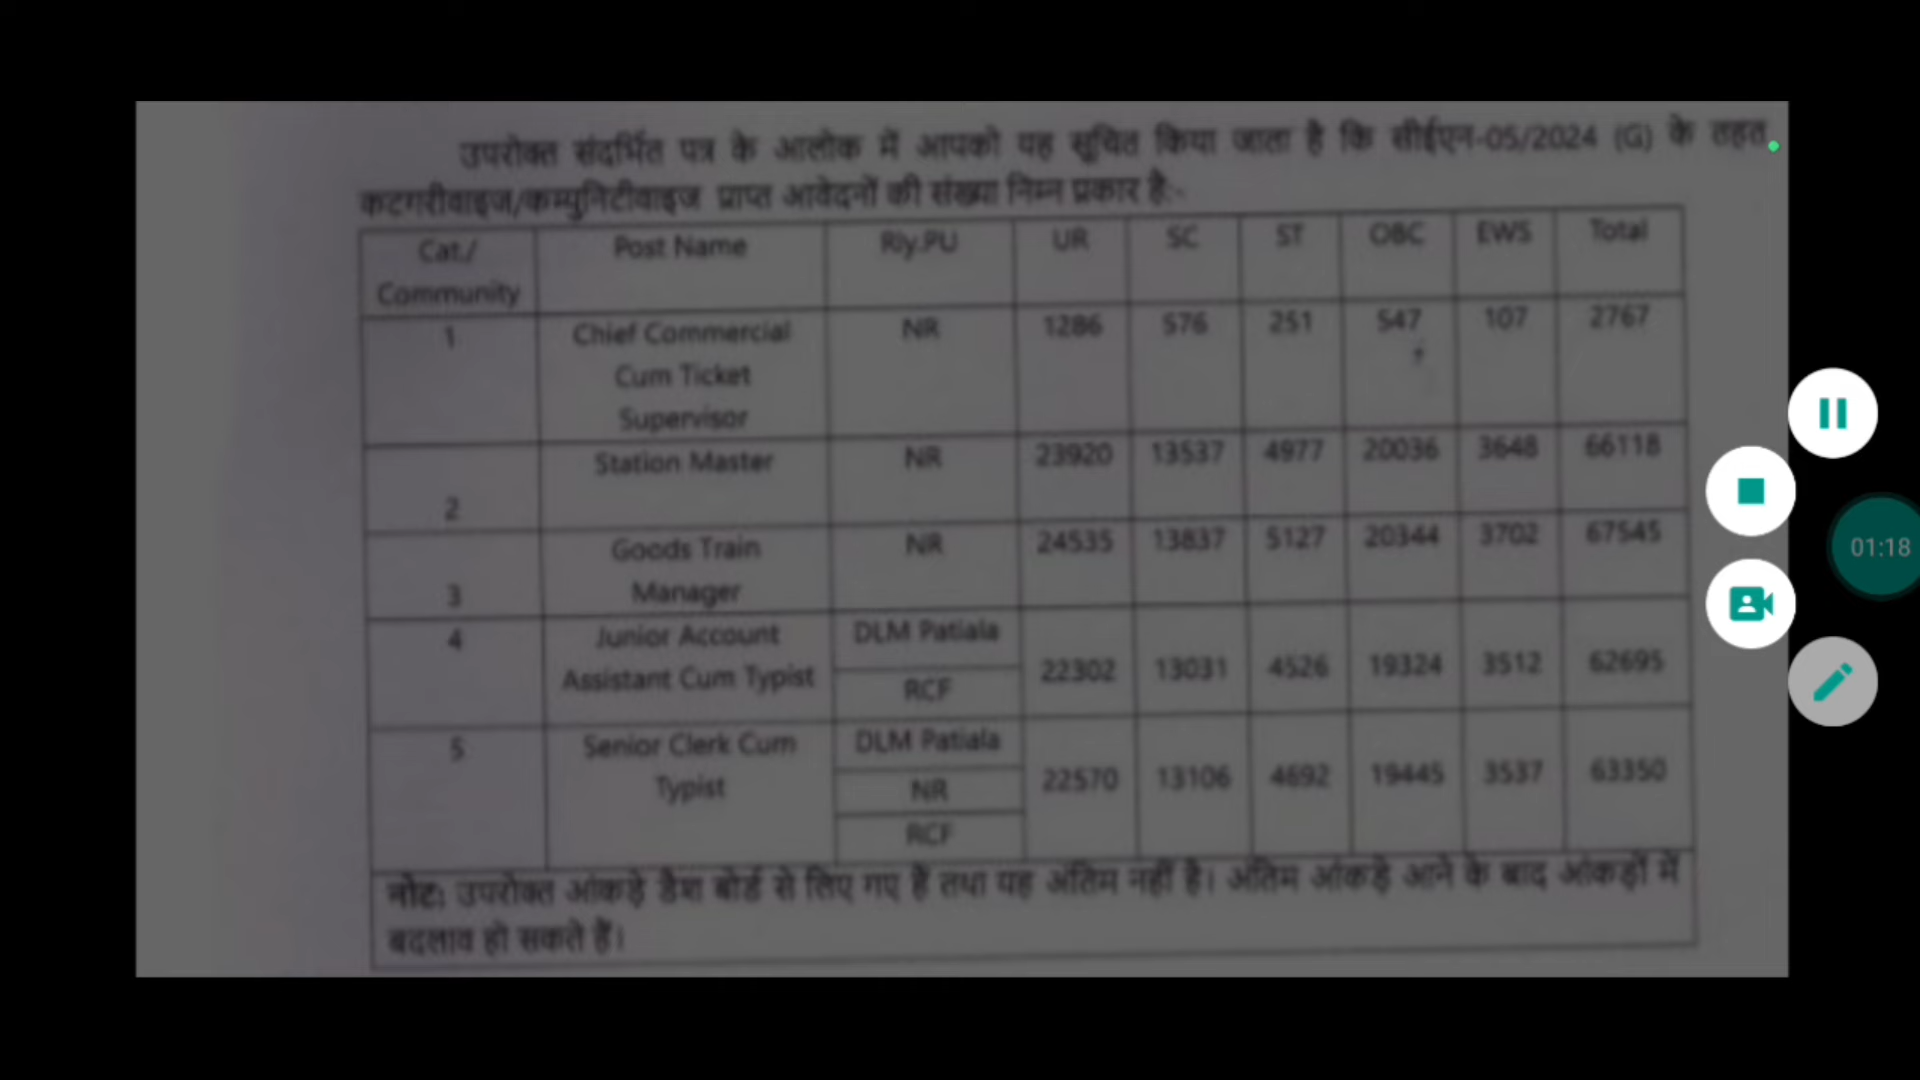 उपरोक्त संदर्भित पत्र के आलोक में आपको यह सूचित किया जाता है कि सीईएन-05/2024 (G) के तहत
कटगरीवाइज/कम्युनिटीवाइज प्राप्त आवेदनों की संख्या निम्न प्रकार है:-
Cat./ Community Post Name Rly.PU UR SC ST OBC EWS Total
1 Chief Commercial Cum Ticket Supervisor NR 1286 576 251 547 107 2767
2 Station Master NR 23920 13537 4977 20036 3648 66118
3 Goods Train Manager NR 24535 13837 5127 20344 3702 67545
4 Junior Account Assistant Cum Typist DLM Patiala RCF 22302 13031 4526 19324 3512 62695
5 Senior Clerk Cum Typist DLM Patiala NR RCF 22570 13106 4692 19445 3537 63350
नोट: उपरोक्त आंकड़े डैश बोर्ड से लिए गए हैं तथा यह अंतिम नहीं है। अंतिम आंकड़े आने के बाद आंकड़ों में
बदलाव हो सकते हैं।
01:18